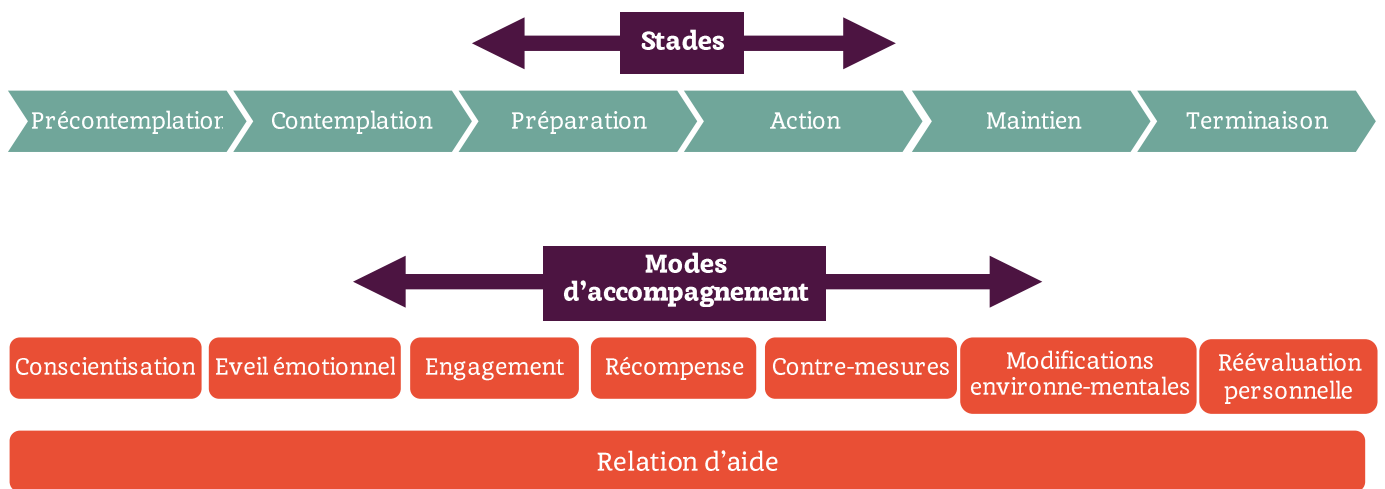 Stades
Précontemplation
Contemplation
Préparation
Action
Maintien
Terminaison
Modes
d'accompagnement
Conscientisation
Eveil émotionnel
Engagement
Récompense
Contre-mesures
Modifications
environne-mentales
Réévaluation
personnelle
Relation d'aide